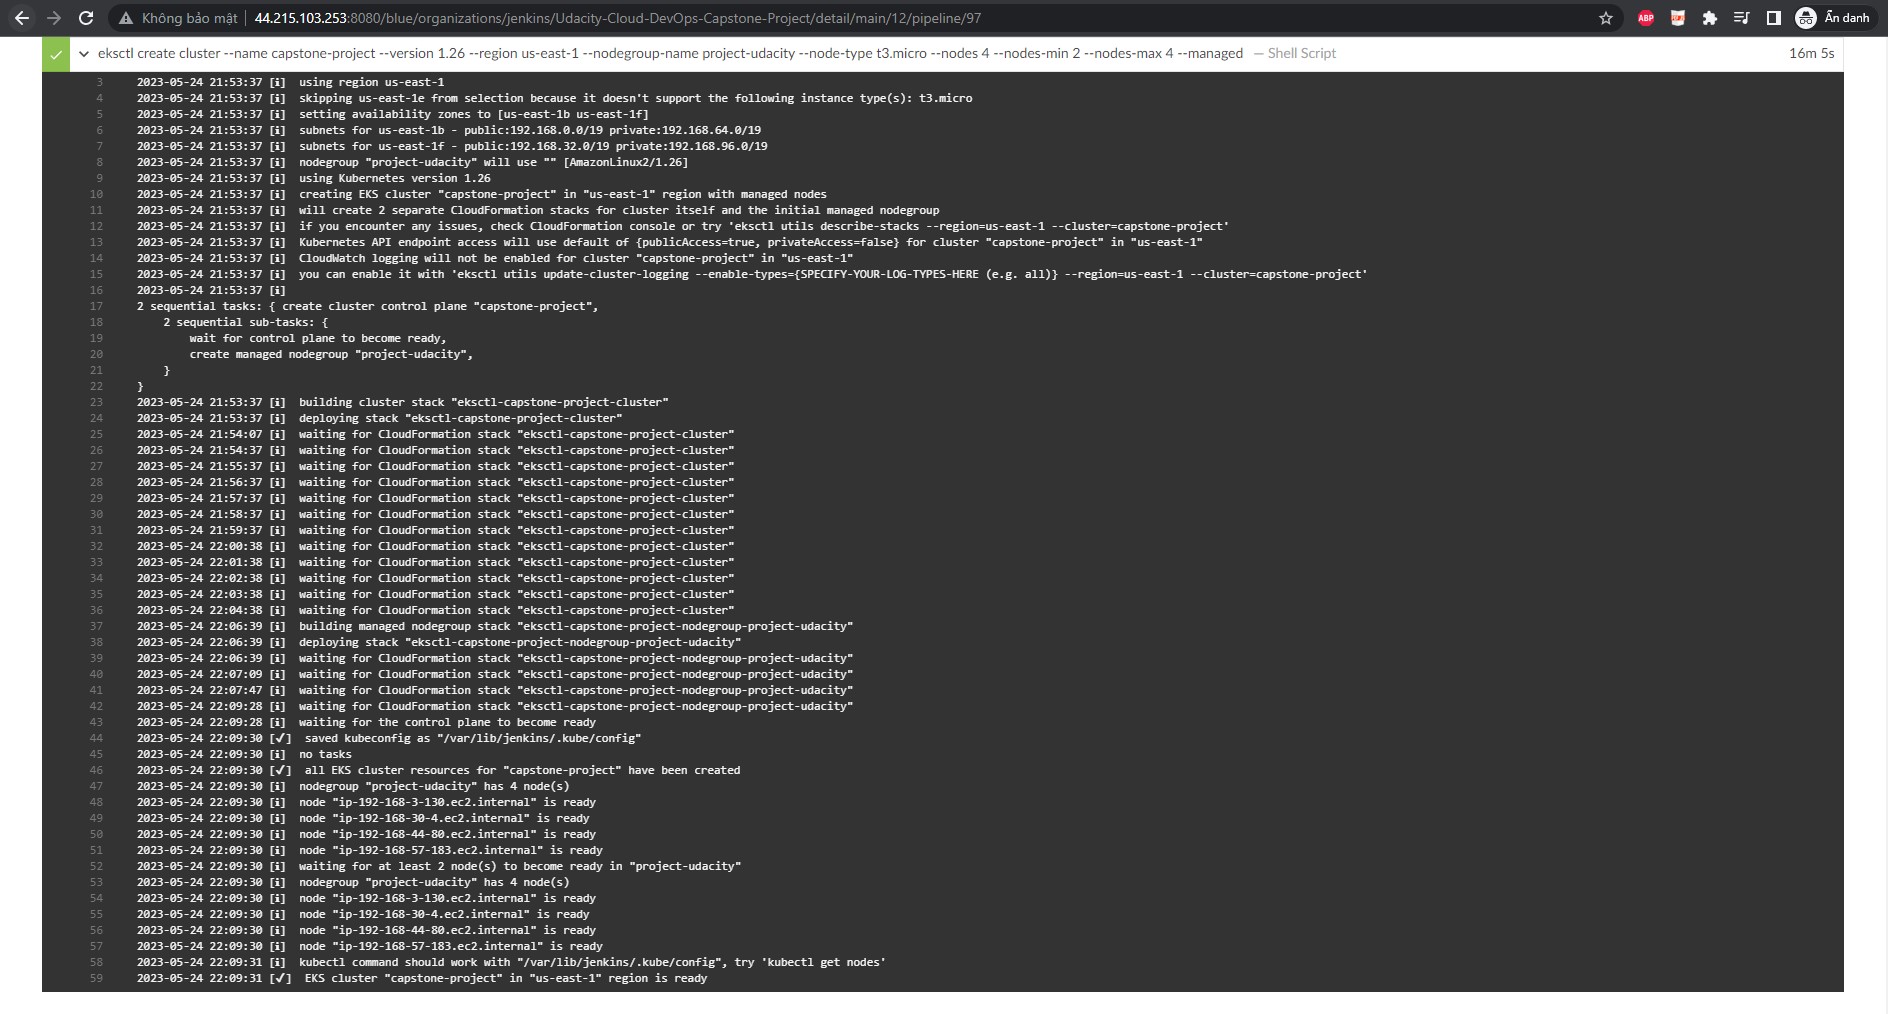 Không bảo mật 44.215.103.253:8080/blue/organizations/jenkins/Udacity-Cloud-DevOps-Capstone-Project/detail/main/12/pipeline/97 ABP Ẩn danh
eksctl create cluster --name capstone-project --version 1.26 --region us-east-1 --nodegroup-name project-udacity --node-type t3.micro --nodes 4 --nodes-min 2 --nodes-max 4 --managed — Shell Script 16m 5s
3 2023-05-24 21:53:37 [ℹ] using region us-east-1
4 2023-05-24 21:53:37 [ℹ] skipping us-east-1e from selection because it doesn't support the following instance type(s): t3.micro
5 2023-05-24 21:53:37 [ℹ] setting availability zones to [us-east-1b us-east-1f]
6 2023-05-24 21:53:37 [ℹ] subnets for us-east-1b - public:192.168.0.0/19 private:192.168.64.0/19
7 2023-05-24 21:53:37 [ℹ] subnets for us-east-1f - public:192.168.32.0/19 private:192.168.96.0/19
8 2023-05-24 21:53:37 [ℹ] nodegroup "project-udacity" will use "" [AmazonLinux2/1.26]
9 2023-05-24 21:53:37 [ℹ] using Kubernetes version 1.26
10 2023-05-24 21:53:37 [ℹ] creating EKS cluster "capstone-project" in "us-east-1" region with managed nodes
11 2023-05-24 21:53:37 [ℹ] will create 2 separate CloudFormation stacks for cluster itself and the initial managed nodegroup
12 2023-05-24 21:53:37 [ℹ] if you encounter any issues, check CloudFormation console or try 'eksctl utils describe-stacks --region=us-east-1 --cluster=capstone-project'
13 2023-05-24 21:53:37 [ℹ] Kubernetes API endpoint access will use default of {publicAccess=true, privateAccess=false} for cluster "capstone-project" in "us-east-1"
14 2023-05-24 21:53:37 [ℹ] CloudWatch logging will not be enabled for cluster "capstone-project" in "us-east-1"
15 2023-05-24 21:53:37 [ℹ] you can enable it with 'eksctl utils update-cluster-logging --enable-types={SPECIFY-YOUR-LOG-TYPES-HERE (e.g. all)} --region=us-east-1 --cluster=capstone-project'
16 2023-05-24 21:53:37 [ℹ]
17 2 sequential tasks: { create cluster control plane "capstone-project",
18 2 sequential sub-tasks: {
19 wait for control plane to become ready,
20 create managed nodegroup "project-udacity",
21 }
22 }
23 2023-05-24 21:53:37 [ℹ] building cluster stack "eksctl-capstone-project-cluster"
24 2023-05-24 21:53:37 [ℹ] deploying stack "eksctl-capstone-project-cluster"
25 2023-05-24 21:54:07 [ℹ] waiting for CloudFormation stack "eksctl-capstone-project-cluster"
26 2023-05-24 21:54:37 [ℹ] waiting for CloudFormation stack "eksctl-capstone-project-cluster"
27 2023-05-24 21:55:37 [ℹ] waiting for CloudFormation stack "eksctl-capstone-project-cluster"
28 2023-05-24 21:56:37 [ℹ] waiting for CloudFormation stack "eksctl-capstone-project-cluster"
29 2023-05-24 21:57:37 [ℹ] waiting for CloudFormation stack "eksctl-capstone-project-cluster"
30 2023-05-24 21:58:37 [ℹ] waiting for CloudFormation stack "eksctl-capstone-project-cluster"
31 2023-05-24 21:59:37 [ℹ] waiting for CloudFormation stack "eksctl-capstone-project-cluster"
32 2023-05-24 22:00:38 [ℹ] waiting for CloudFormation stack "eksctl-capstone-project-cluster"
33 2023-05-24 22:01:38 [ℹ] waiting for CloudFormation stack "eksctl-capstone-project-cluster"
34 2023-05-24 22:02:38 [ℹ] waiting for CloudFormation stack "eksctl-capstone-project-cluster"
35 2023-05-24 22:03:38 [ℹ] waiting for CloudFormation stack "eksctl-capstone-project-cluster"
36 2023-05-24 22:04:38 [ℹ] waiting for CloudFormation stack "eksctl-capstone-project-cluster"
37 2023-05-24 22:06:39 [ℹ] building managed nodegroup stack "eksctl-capstone-project-nodegroup-project-udacity"
38 2023-05-24 22:06:39 [ℹ] deploying stack "eksctl-capstone-project-nodegroup-project-udacity"
39 2023-05-24 22:06:39 [ℹ] waiting for CloudFormation stack "eksctl-capstone-project-nodegroup-project-udacity"
40 2023-05-24 22:07:09 [ℹ] waiting for CloudFormation stack "eksctl-capstone-project-nodegroup-project-udacity"
41 2023-05-24 22:07:47 [ℹ] waiting for CloudFormation stack "eksctl-capstone-project-nodegroup-project-udacity"
42 2023-05-24 22:09:28 [ℹ] waiting for CloudFormation stack "eksctl-capstone-project-nodegroup-project-udacity"
43 2023-05-24 22:09:28 [ℹ] waiting for the control plane to become ready
44 2023-05-24 22:09:30 [✔] saved kubeconfig as "/var/lib/jenkins/.kube/config"
45 2023-05-24 22:09:30 [ℹ] no tasks
46 2023-05-24 22:09:30 [✔] all EKS cluster resources for "capstone-project" have been created
47 2023-05-24 22:09:30 [ℹ] nodegroup "project-udacity" has 4 node(s)
48 2023-05-24 22:09:30 [ℹ] node "ip-192-168-3-130.ec2.internal" is ready
49 2023-05-24 22:09:30 [ℹ] node "ip-192-168-30-4.ec2.internal" is ready
50 2023-05-24 22:09:30 [ℹ] node "ip-192-168-44-80.ec2.internal" is ready
51 2023-05-24 22:09:30 [ℹ] node "ip-192-168-57-183.ec2.internal" is ready
52 2023-05-24 22:09:30 [ℹ] waiting for at least 2 node(s) to become ready in "project-udacity"
53 2023-05-24 22:09:30 [ℹ] nodegroup "project-udacity" has 4 node(s)
54 2023-05-24 22:09:30 [ℹ] node "ip-192-168-3-130.ec2.internal" is ready
55 2023-05-24 22:09:30 [ℹ] node "ip-192-168-30-4.ec2.internal" is ready
56 2023-05-24 22:09:30 [ℹ] node "ip-192-168-44-80.ec2.internal" is ready
57 2023-05-24 22:09:30 [ℹ] node "ip-192-168-57-183.ec2.internal" is ready
58 2023-05-24 22:09:31 [ℹ] kubectl command should work with "/var/lib/jenkins/.kube/config", try 'kubectl get nodes'
59 2023-05-24 22:09:31 [✔] EKS cluster "capstone-project" in "us-east-1" region is ready